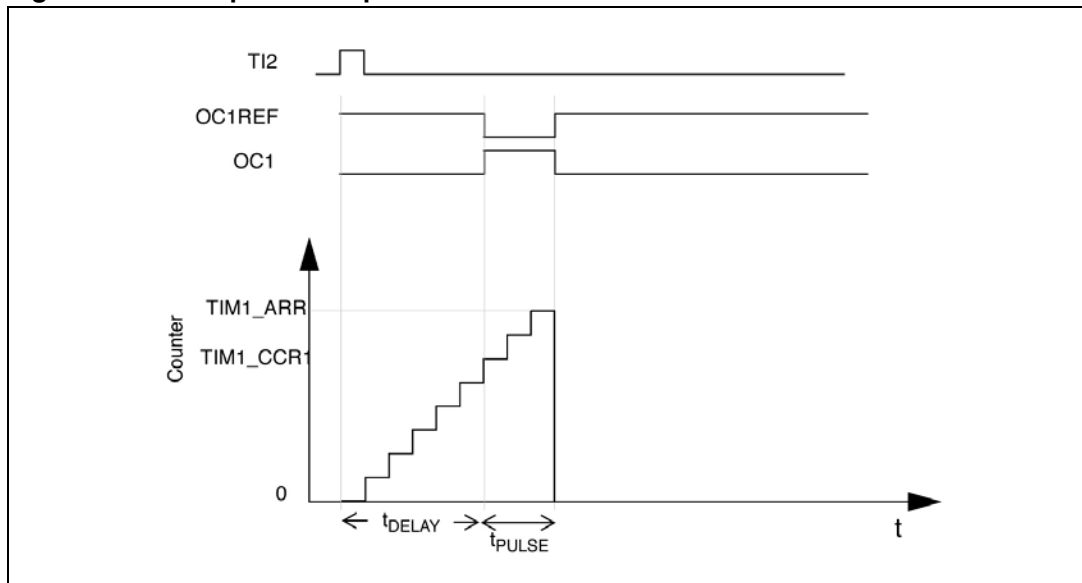 TI2
OC1REF
OC1
TIM1_ARR
TIM1_CCR1
Counter
0
tDELAY
tPULSE
t